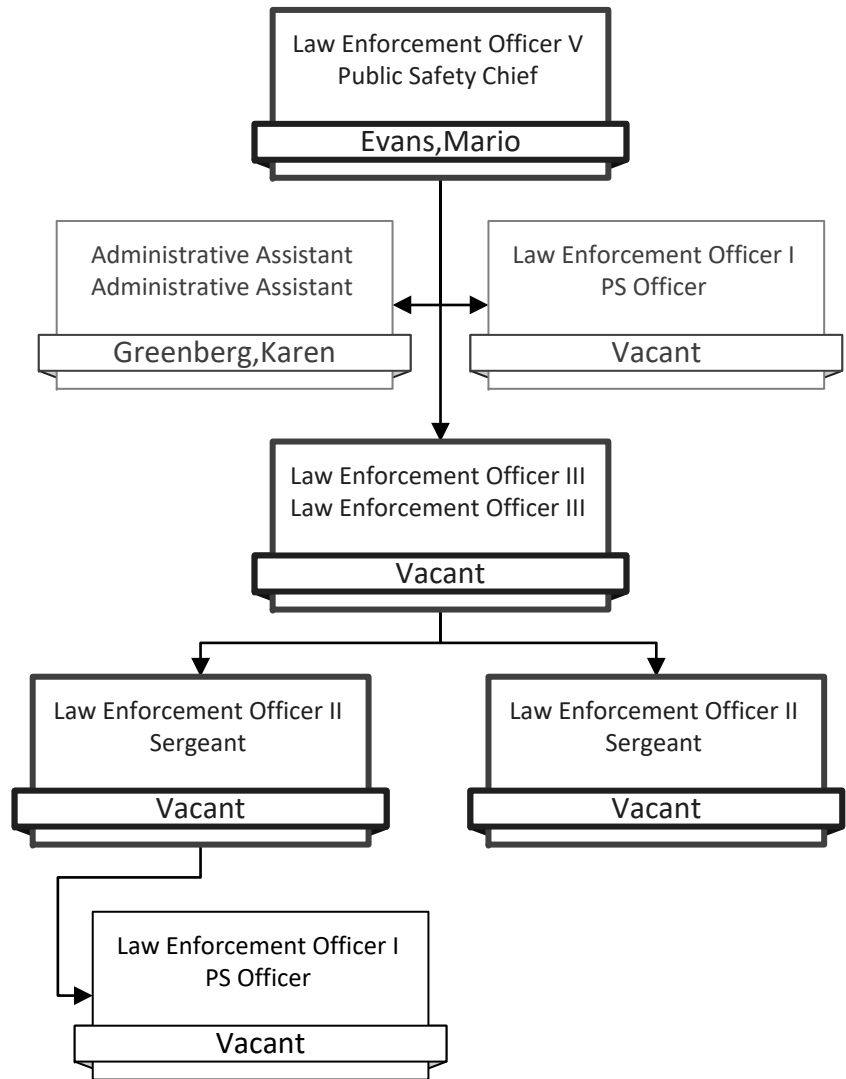 Law Enforcement Officer V
Public Safety Chief
Evans,Mario
Administrative Assistant
Administrative Assistant
Greenberg,Karen
Law Enforcement Officer I
PS Officer
Vacant
Law Enforcement Officer III
Law Enforcement Officer III
Vacant
Law Enforcement Officer II
Sergeant
Vacant
Law Enforcement Officer II
Sergeant
Vacant
Law Enforcement Officer I
PS Officer
Vacant